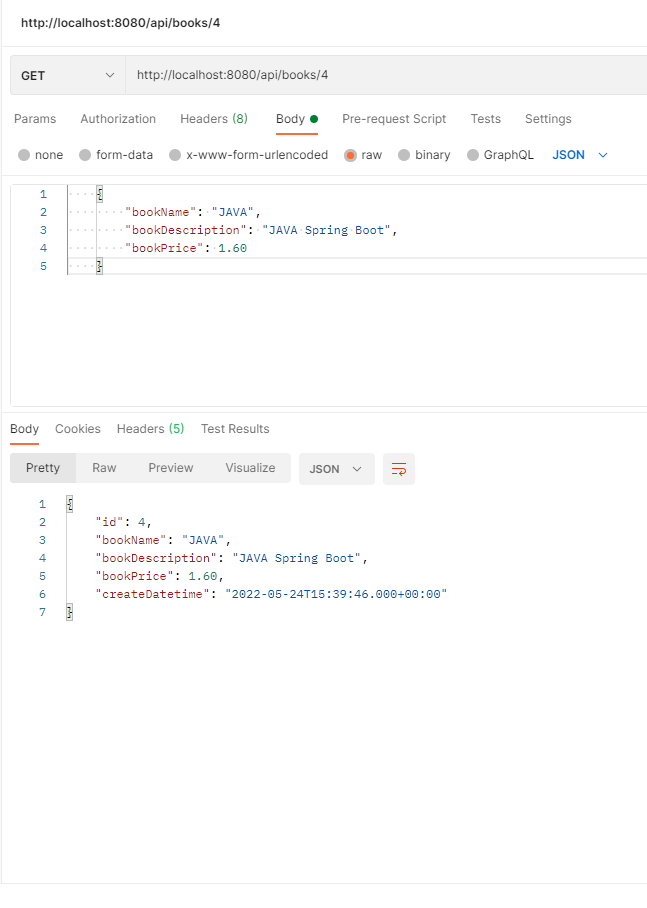 http://localhost:8080/api/books/4
GET http://localhost:8080/api/books/4
Params Authorization Headers (8) Body Pre-request Script Tests Settings
none form-data x-www-form-urlencoded raw binary GraphQL JSON
1 {
2 "bookName": "JAVA",
3 "bookDescription": "JAVA Spring Boot",
4 "bookPrice": 1.60
5 }
Body Cookies Headers (5) Test Results
Pretty Raw Preview Visualize JSON
1 {
2 "id": 4,
3 "bookName": "JAVA",
4 "bookDescription": "JAVA Spring Boot",
5 "bookPrice": 1.60,
6 "createDatetime": "2022-05-24T15:39:46.000+00:00"
7 }